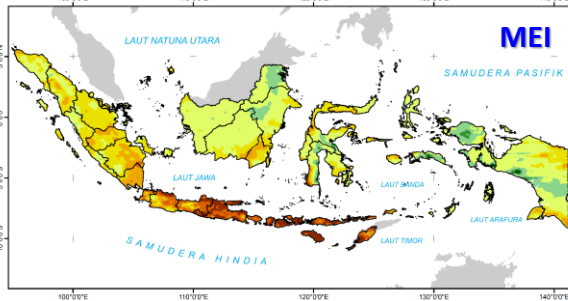 MEI
LAUT NATUNA UTARA
SAMUDERA PASIFIK
LAUT JAWA
LAUT BANDA
LAUT ARAFURA
LAUT TIMOR
SAMUDERA HINDIA
100°0'0"E 110°0'0"E 120°0'0"E 130°0'0"E 140°0'0"E